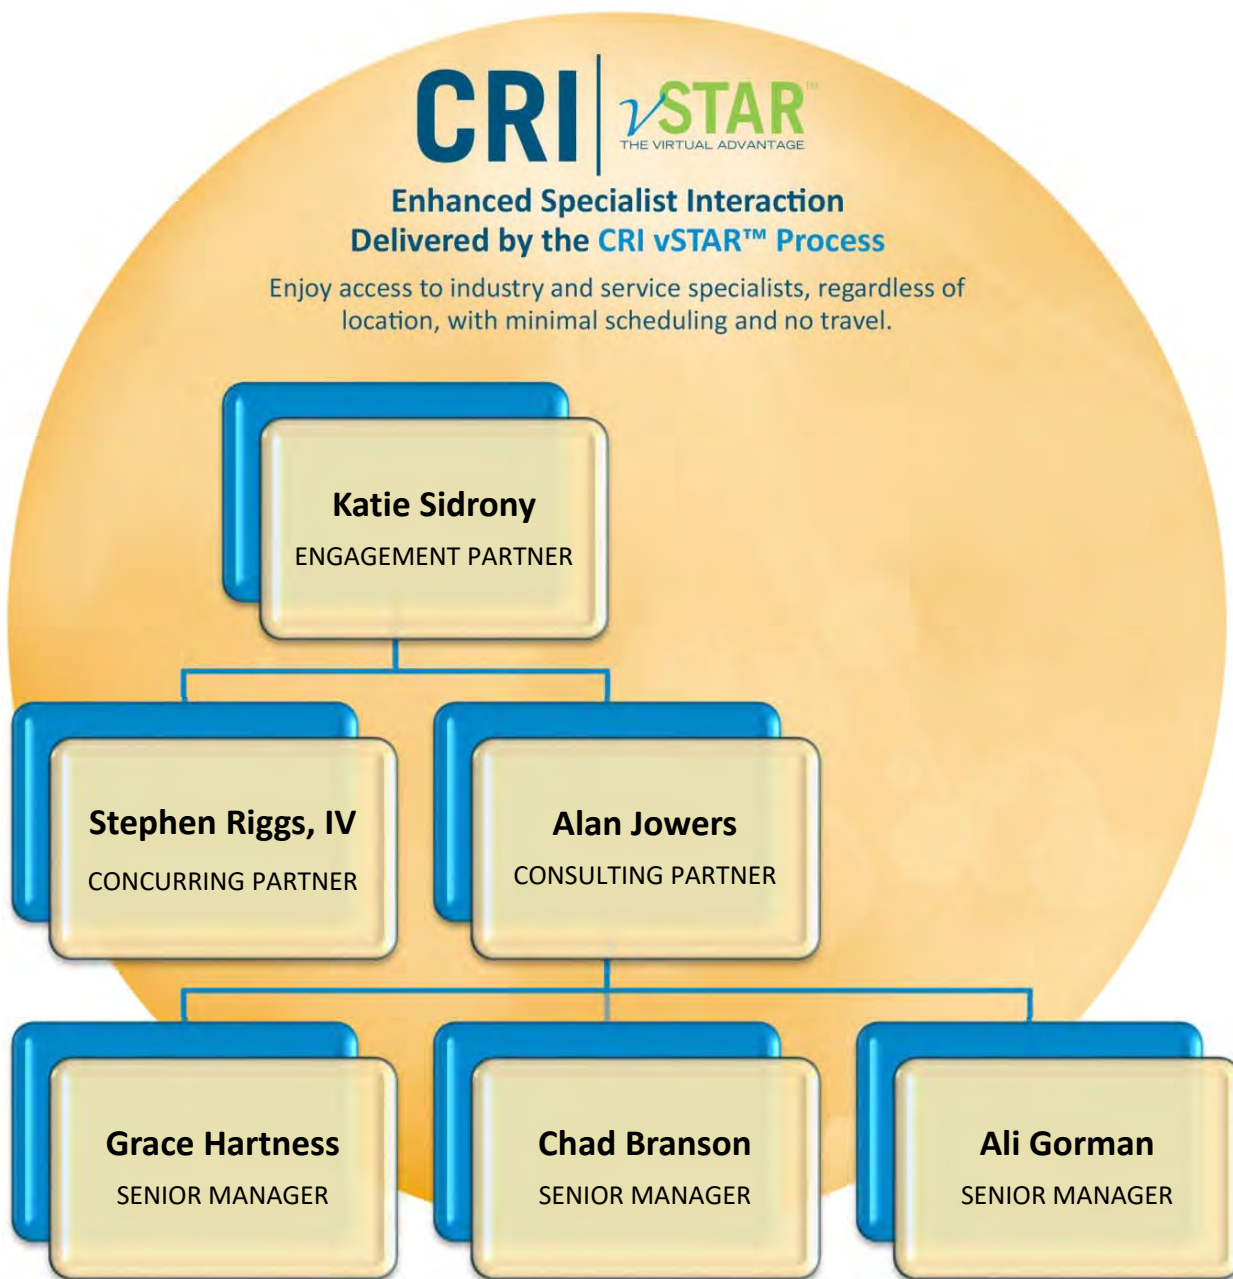 CRI
vSTAR™
THE VIRTUAL ADVANTAGE
Enhanced Specialist Interaction
Delivered by the CRI vSTAR™ Process
Enjoy access to industry and service specialists, regardless of
location, with minimal scheduling and no travel.
Katie Sidrony
ENGAGEMENT PARTNER
Stephen Riggs, IV
CONCURRING PARTNER
Alan Jowers
CONSULTING PARTNER
Grace Hartness
SENIOR MANAGER
Chad Branson
SENIOR MANAGER
Ali Gorman
SENIOR MANAGER